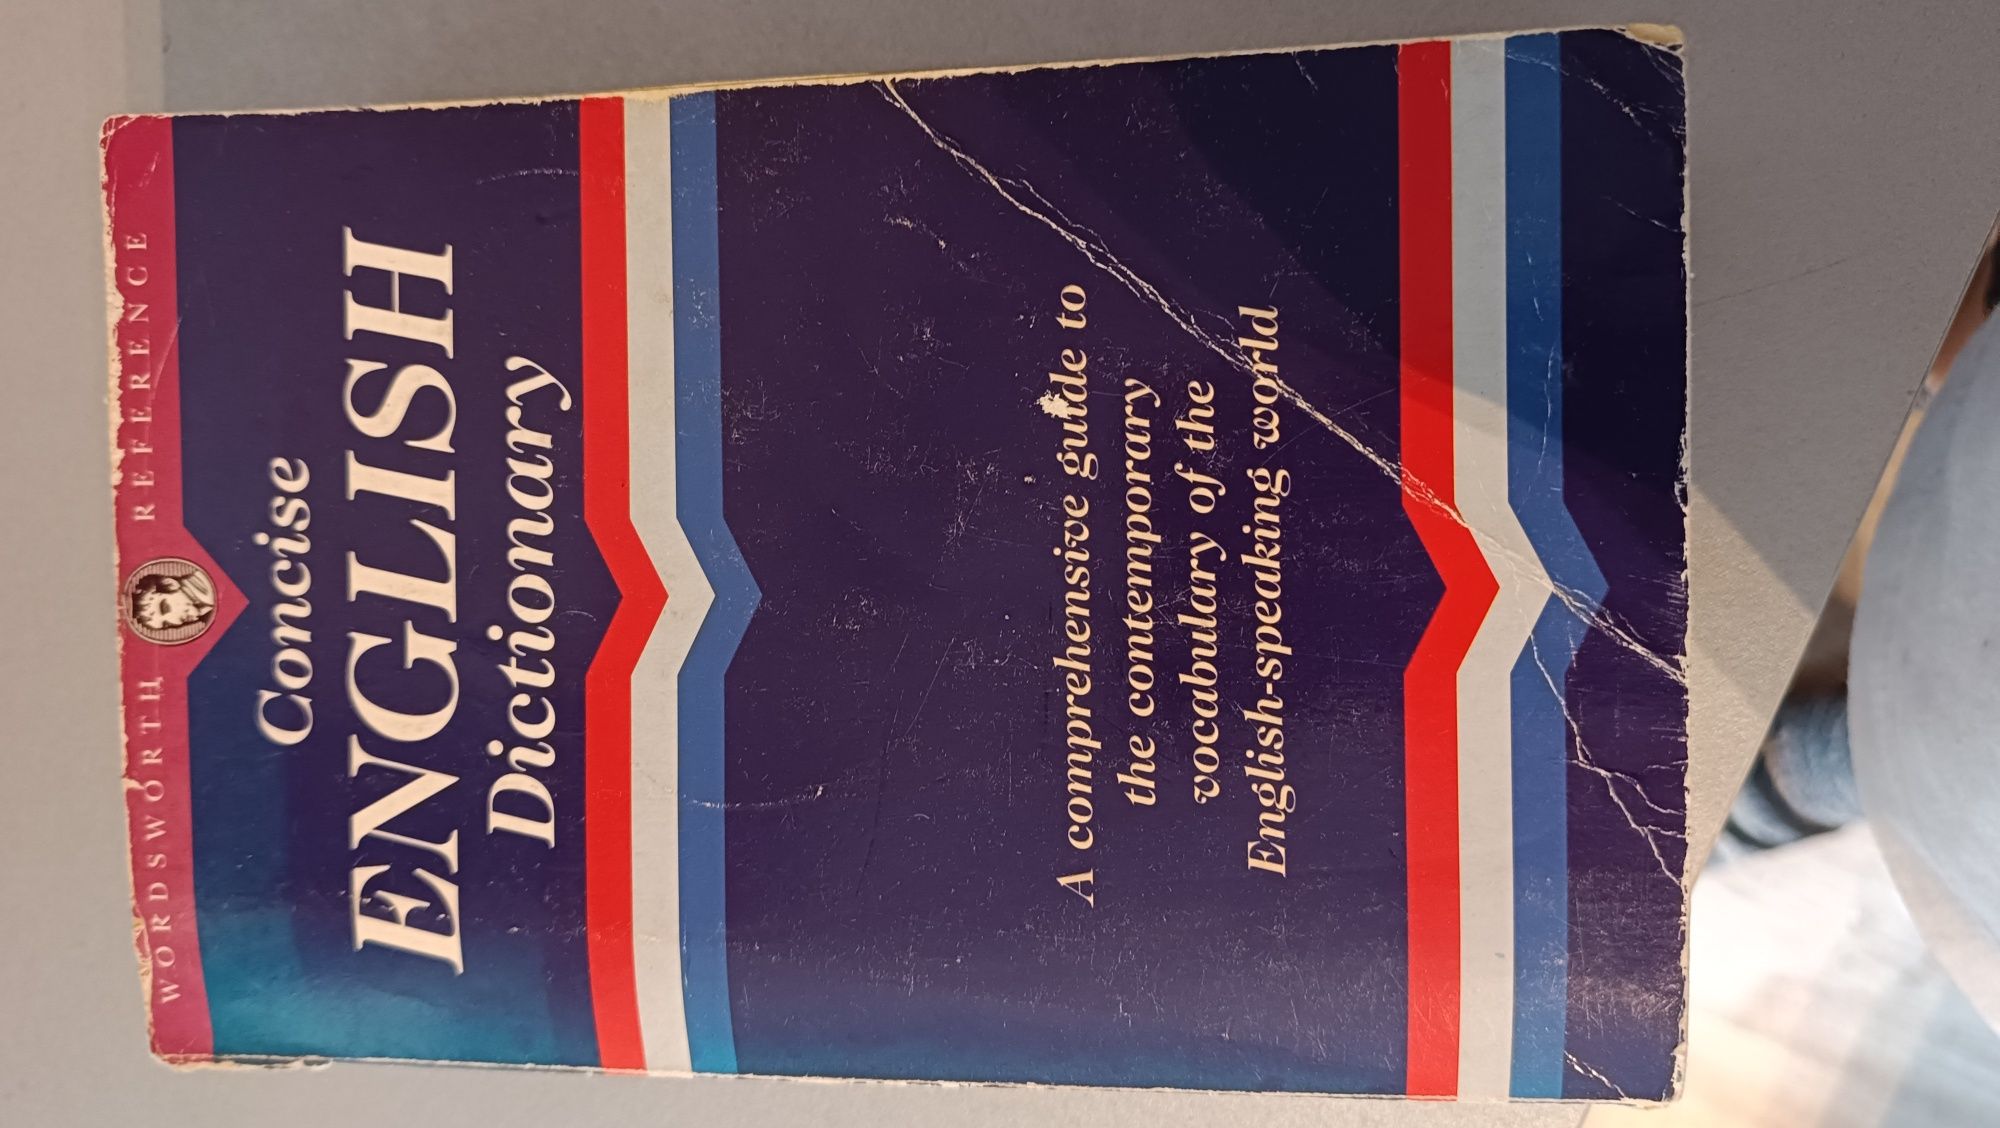 WORDSWORTH REFERENCE
Concise
ENGLISH
Dictionary
A comprehensive guide to
the contemporary
vocabulary of the
English-speaking world